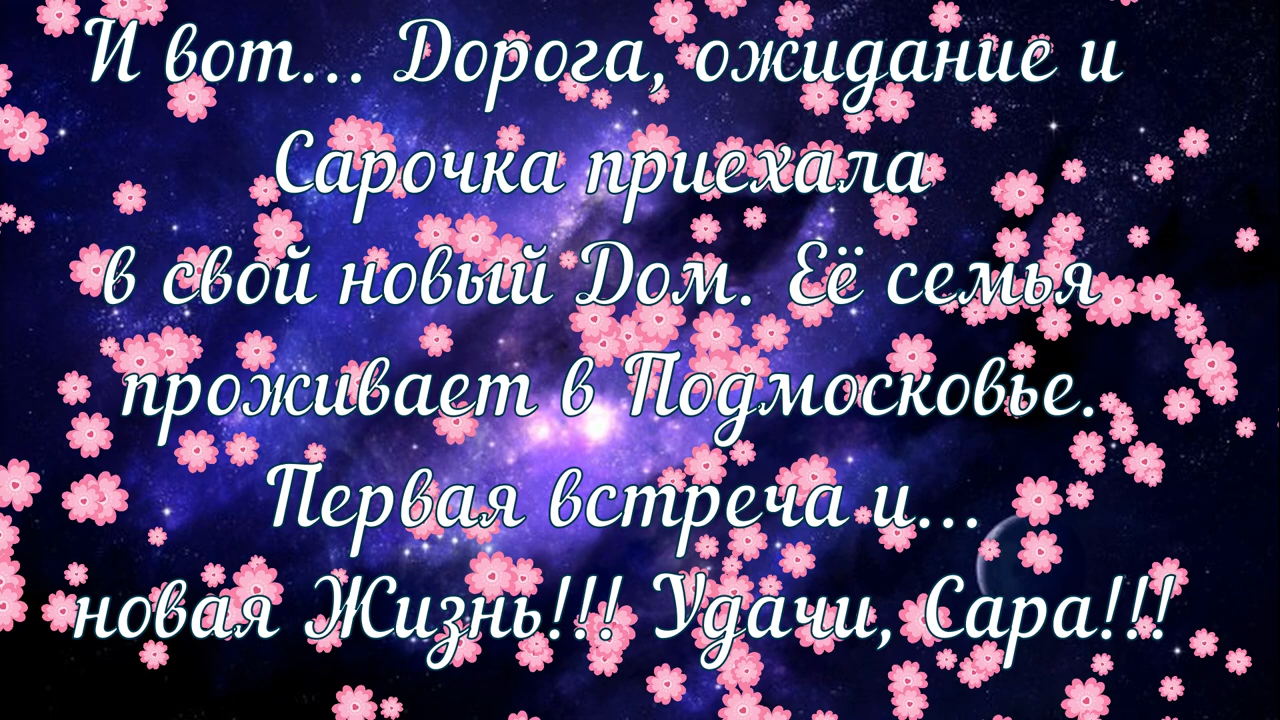 И вот... Дорога, ожидание и
Сарочка приехала
в свой новый Дом. Её семья
проживает в Подмосковье.
Первая встреча и...
новая Жизнь!!! Удачи, Сара!!!